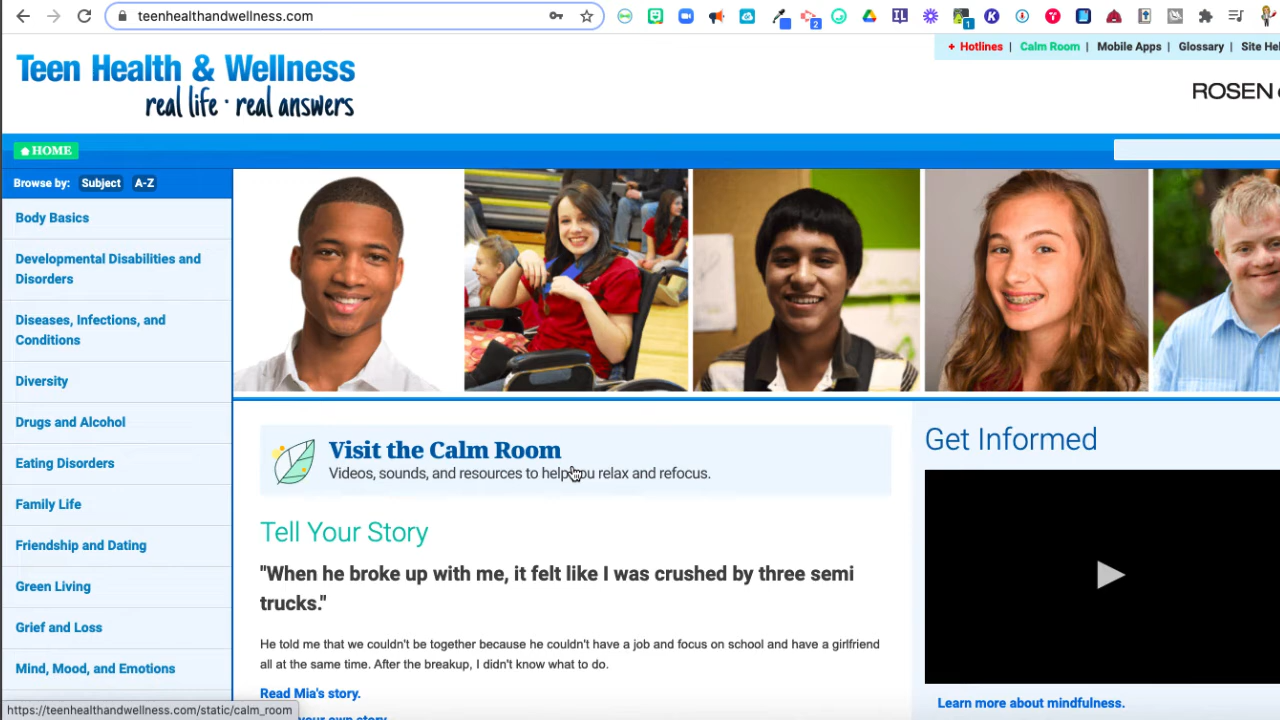 teenhealthandwellness.com
2
1
+ Hotlines | Calm Room | Mobile Apps | Glossary | Site
Teen Health & Wellness
real life · real answers
ROSEN
HOME
Browse by: Subject A-Z
Body Basics
Developmental Disabilities and
Disorders
Diseases, Infections, and
Conditions
Diversity
Drugs and Alcohol
Eating Disorders
Family Life
Friendship and Dating
Green Living
Grief and Loss
Mind, Mood, and Emotions
Visit the Calm Room
Videos, sounds, and resources to help you relax and refocus.
Tell Your Story
"When he broke up with me, it felt like I was crushed by three semi
trucks."
He told me that we couldn't be together because he couldn't have a job and focus on school and have a girlfriend
all at the same time. After the breakup, I didn't know what to do.
Read Mia's story.
your own story.
Get Informed
Learn more about mindfulness.
https://teenhealthandwellness.com/static/calm_room